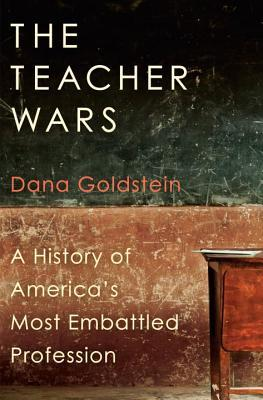 THE
TEACHER
WARS
Dana Goldstein
A History of
America's
Most Embattled
Profession